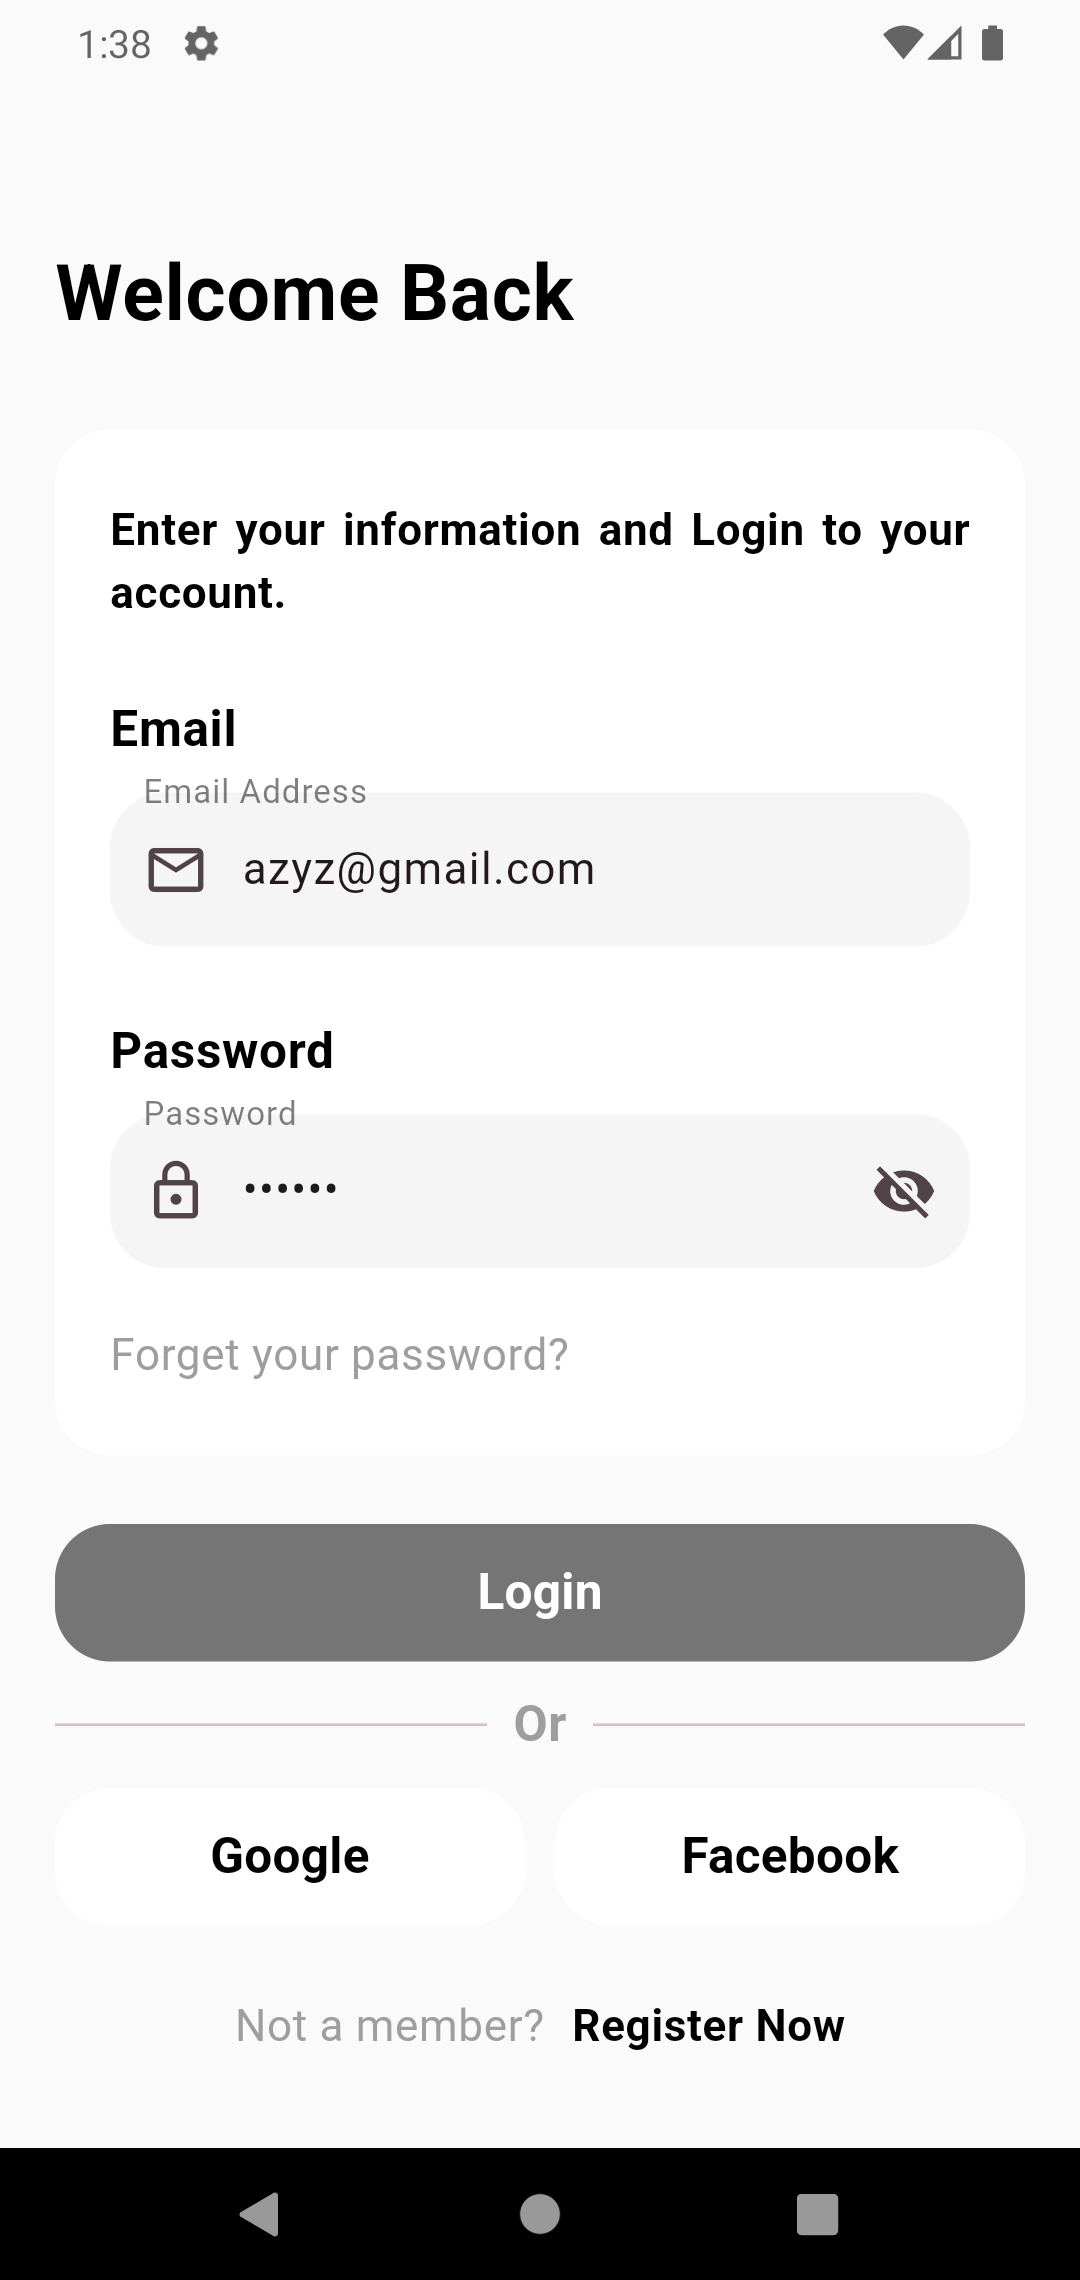 1:38
Welcome Back
Enter your information and Login to your
account.
Email
Email Address
azyz@gmail.com
Password
Password
••••••
Forget your password?
Login
Or
Google Facebook
Not a member? Register Now